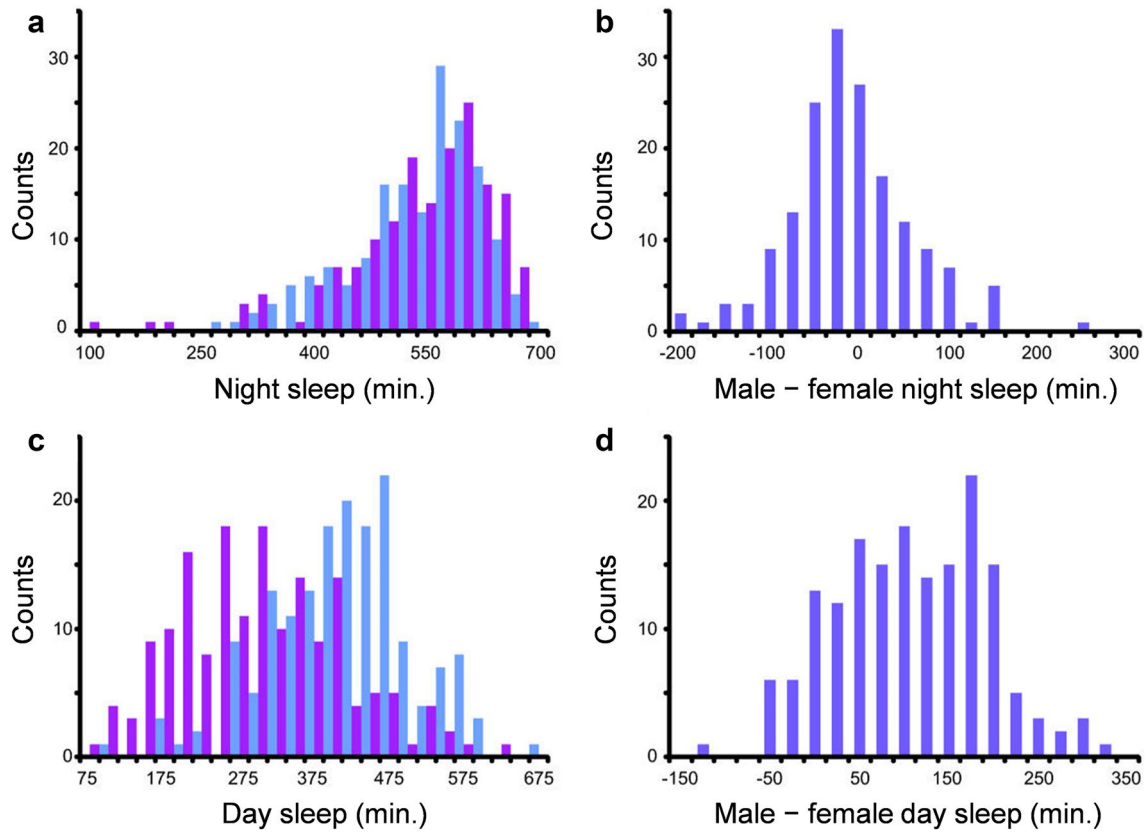 a
30
20
10
0
Counts
100 250 400 550 700
Night sleep (min.)
b
30
20
10
0
Counts
-200 -100 0 100 200 300
Male − female night sleep (min.)
c
20
10
0
Counts
75 175 275 375 475 575 675
Day sleep (min.)
d
20
10
0
Counts
-150 -50 50 150 250 350
Male − female day sleep (min.)